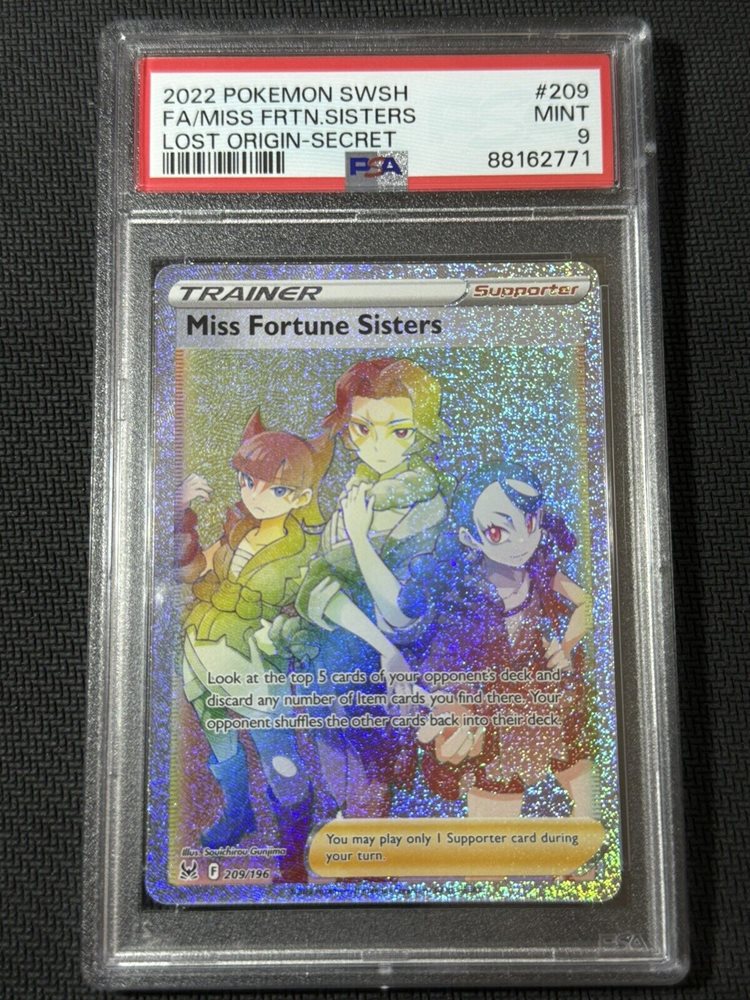 2022 POKEMON SWSH #209
FA/MISS FRTN.SISTERS MINT
LOST ORIGIN-SECRET 9
PSA 88162771
TRAINER Supporter
Miss Fortune Sisters
Look at the top 5 cards of your opponent's deck and
discard any number of Item cards you find there. Your
opponent shuffles the other cards back into their deck.
You may play only 1 Supporter card during
your turn.
Illus. Souichirou Gunjima
F 209/196
PSA